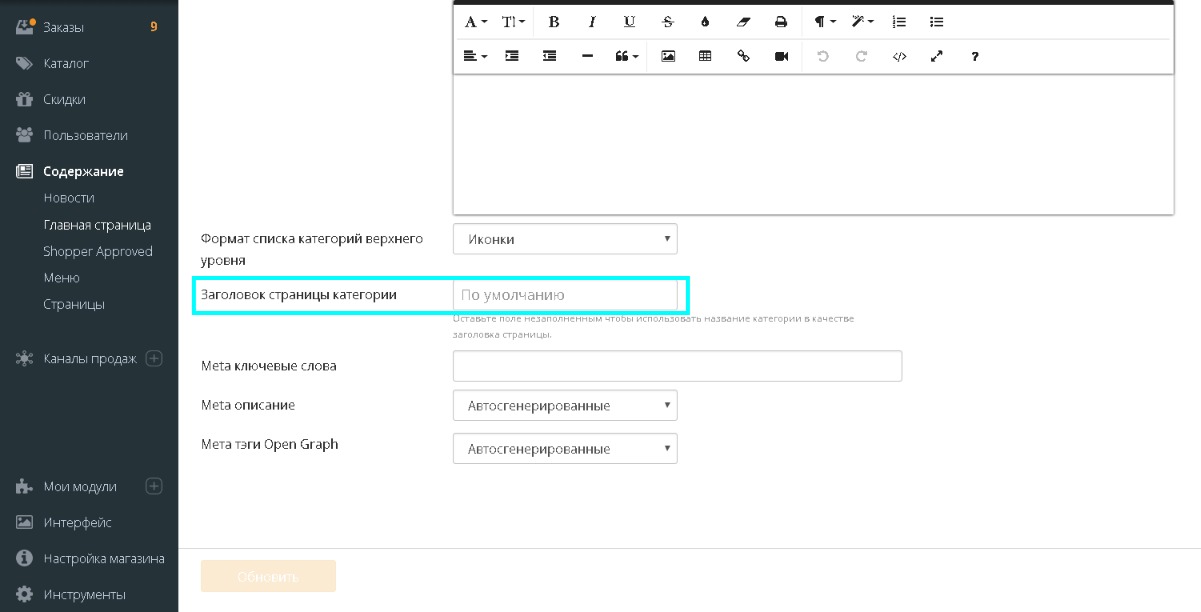 Заказы 9
Каталог
Скидки
Пользователи
Содержание
Новости
Главная страница
Shopper Approved
Меню
Страницы
Каналы продаж
Мои модули
Интерфейс
Настройка магазина
Инструменты
Формат списка категорий верхнего
уровня
Иконки
Заголовок страницы категории
По умолчанию
Оставьте поле незаполненным чтобы использовать название категории в качестве
заголовка страницы.
Meta ключевые слова
Meta описание
Автосгенерированные
Мета тэги Open Graph
Автосгенерированные
Обновить